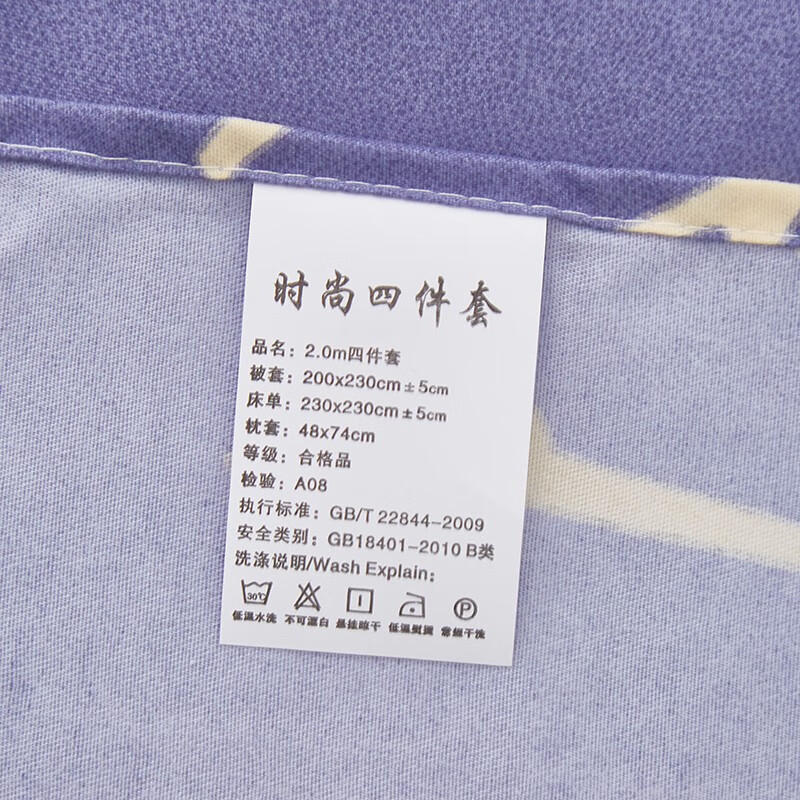 时尚四件套
品名：2.0m四件套
被套：200x230cm±5cm
床单：230x230cm±5cm
枕套：48x74cm
等级：合格品
检验：A08
执行标准：GB/T 22844-2009
安全类别：GB18401-2010 B类
洗涤说明/Wash Explain：
30℃ P
低温水洗 不可漂白 悬挂晾干 低温熨烫 常规干洗